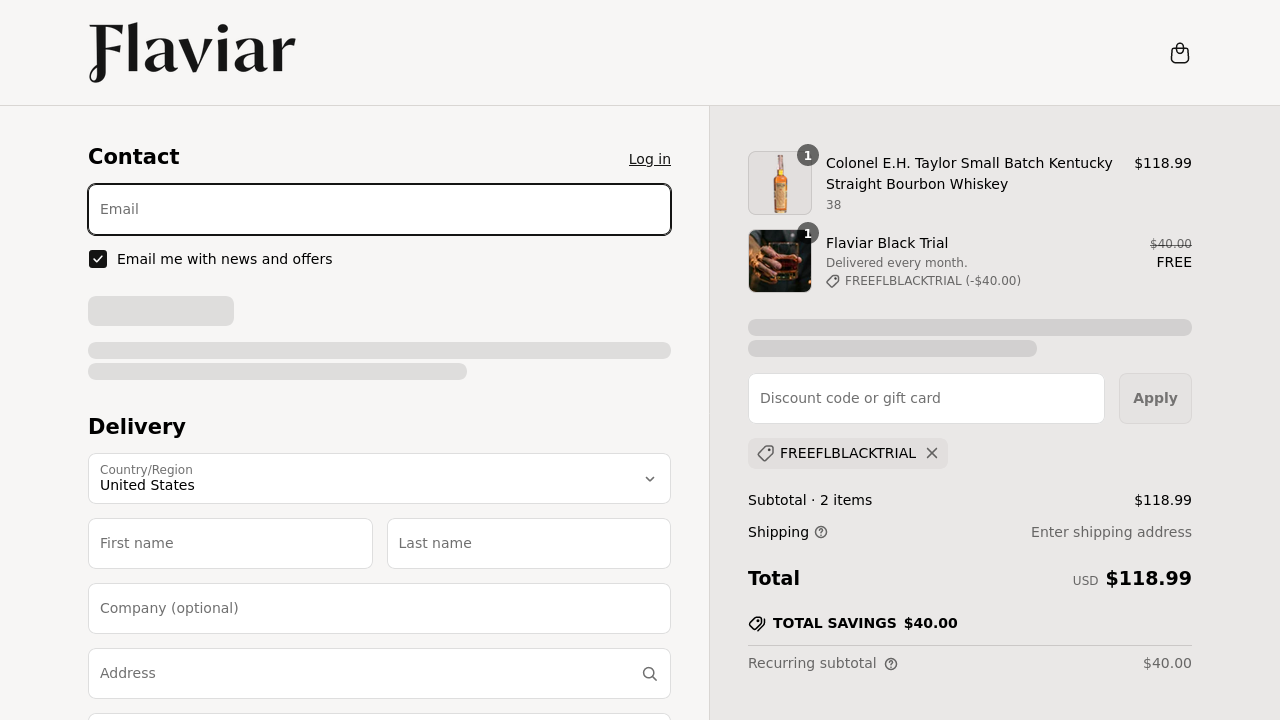 Flaviar
Contact
Log in
Email
Email me with news and offers
Delivery
Country/Region
United States
First name
Last name
Company (optional)
Address
1
Colonel E.H. Taylor Small Batch Kentucky
Straight Bourbon Whiskey
38
$118.99
1
Flaviar Black Trial
Delivered every month.
FREEFLBLACKTRIAL (-$40.00)
$40.00
FREE
Discount code or gift card
Apply
FREEFLBLACKTRIAL
Subtotal · 2 items
$118.99
Shipping
Enter shipping address
Total
USD $118.99
TOTAL SAVINGS $40.00
Recurring subtotal
$40.00